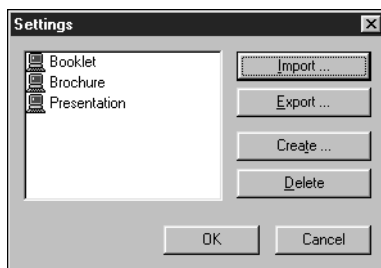 Settings
Booklet
Brochure
Presentation
Import ...
Export ...
Create ...
Delete
OK
Cancel